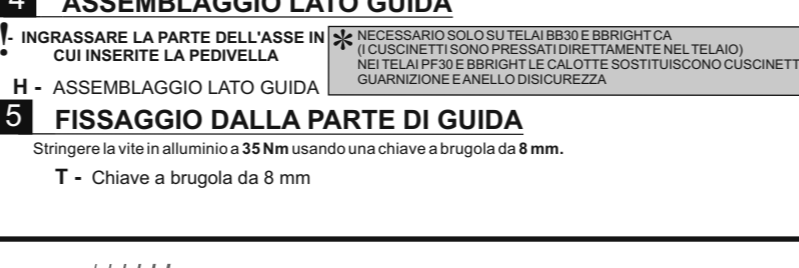 4 ASSEMBLAGGIO LATO GUIDA
!- INGRASSARE LA PARTE DELL'ASSE IN
CUI INSERITE LA PEDIVELLA
H - ASSEMBLAGGIO LATO GUIDA
* NECESSARIO SOLO SU TELAI BB30 E BBRIGHT CA
(I CUSCINETTI SONO PRESSATI DIRETTAMENTE NEL TELAIO)
NEI TELAI PF30 E BBRIGHT LE CALOTTE SOSTITUISCONO CUSCINETT
GUARNIZIONE E ANELLO DISICUREZZA
5 FISSAGGIO DALLA PARTE DI GUIDA
Stringere la vite in alluminio a 35 Nm usando una chiave a brugola da 8 mm.
T - Chiave a brugola da 8 mm